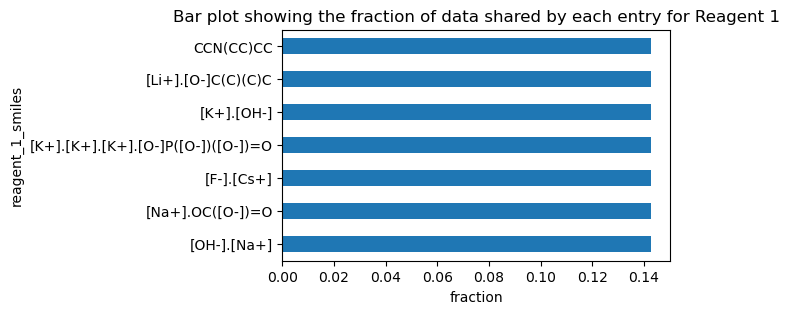 Bar plot showing the fraction of data shared by each entry for Reagent 1
reagent_1_smiles
CCN(CC)CC
[Li+].[O-]C(C)(C)C
[K+].[OH-]
[K+].[K+].[K+].[O-]P([O-])([O-])=O
[F-].[Cs+]
[Na+].OC([O-])=O
[OH-].[Na+]
0.00 0.02 0.04 0.06 0.08 0.10 0.12 0.14
fraction